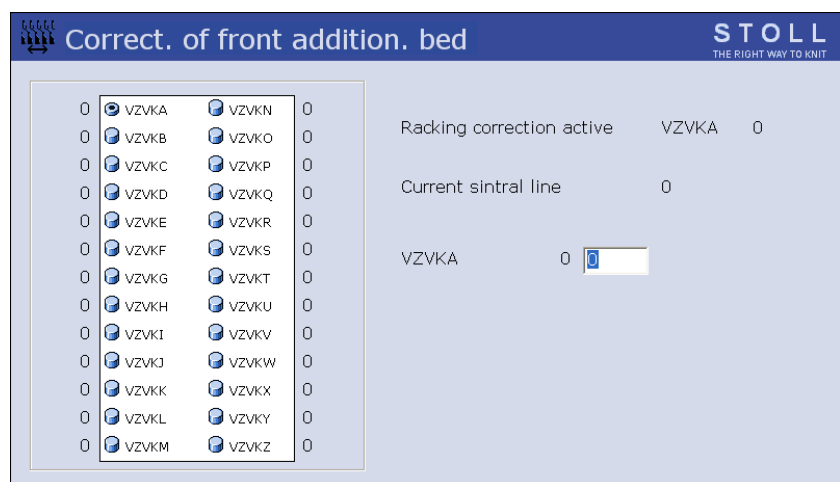 Correct. of front addition. bed
STOLL
THE RIGHT WAY TO KNIT
0 VZVKA VZVKN 0
0 VZVKB VZVKO 0
0 VZVKC VZVKP 0
0 VZVKD VZVKQ 0
0 VZVKE VZVKR 0
0 VZVKF VZVKS 0
0 VZVKG VZVKT 0
0 VZVKH VZVKU 0
0 VZVKI VZVKV 0
0 VZVKJ VZVKW 0
0 VZVKK VZVKX 0
0 VZVKL VZVKY 0
0 VZVKM VZVKZ 0
Racking correction active VZVKA 0
Current sintral line 0
VZVKA 0 0